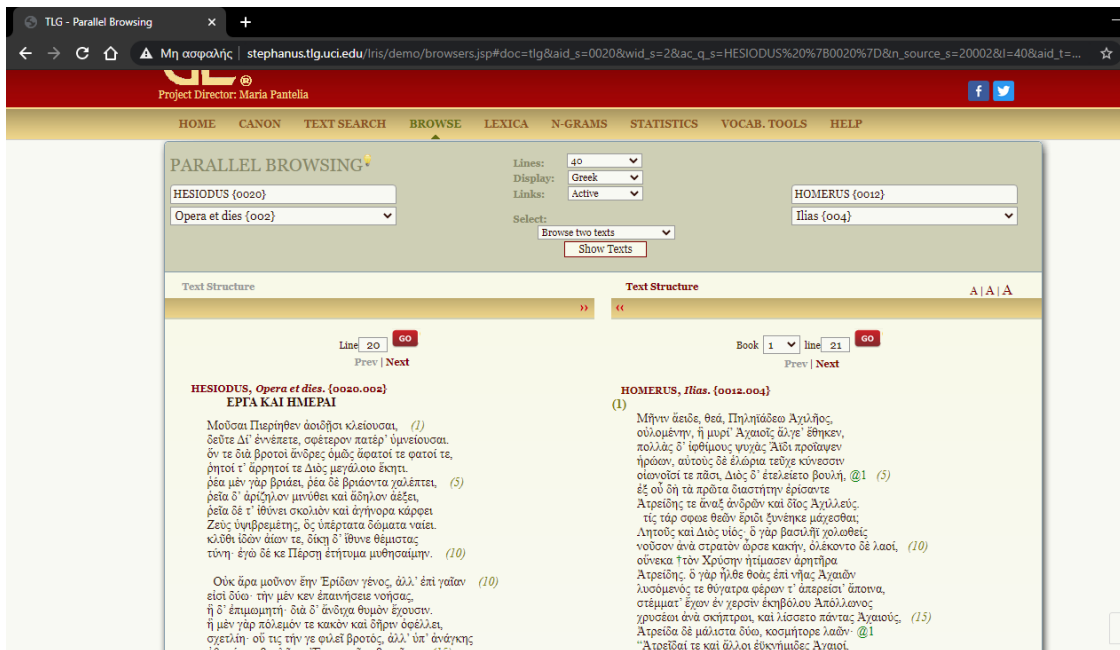 TLG - Parallel Browsing
Μη ασφαλής | stephanus.tlg.uci.edu/Iris/demo/browsers.jsp#doc=tlg&aid_s=0020&wid_s=2&ac_q_s=HESIODUS%20%7B0020%7D&n_source_s=20002&l=40&aid_t=...
Project Director: Maria Pantelia
HOME CANON TEXT SEARCH BROWSE LEXICA N-GRAMS STATISTICS VOCAB. TOOLS HELP
PARALLEL BROWSING
Lines: 40
Display: Greek
Links: Active
Select:
Browse two texts
Show Texts
HESIODUS {0020}
Opera et dies {002}
HOMERUS {0012}
Ilias {004}
Text Structure
››
Line 20 GO
Prev | Next
HESIODUS, Opera et dies. {0020.002}
ΕΡΓΑ ΚΑΙ ΗΜΕΡΑΙ
Μοῦσαι Πιερίηθεν ἀοιδῇσι κλείουσαι, (1)
δεῦτε Δί' ἐννέπετε, σφέτερον πατέρ' ὑμνείουσαι.
ὅν τε διὰ βροτοὶ ἄνδρες ὁμῶς ἄφατοί τε φατοί τε,
ῥητοί τ' ἄρρητοί τε Διὸς μεγάλοιο ἕκητι.
ῥέα μὲν γὰρ βριάει, ῥέα δὲ βριάοντα χαλέπτει, (5)
ῥεῖα δ' ἀρίζηλον μινύθει καὶ ἄδηλον ἀέξει,
ῥεῖα δέ τ' ἰθύνει σκολιὸν καὶ ἀγήνορα κάρφει
Ζεὺς ὑψιβρεμέτης, ὃς ὑπέρτατα δώματα ναίει.
κλῦθι ἰδὼν ἀίων τε, δίκῃ δ' ἴθυνε θέμιστας
τύνη· ἐγὼ δέ κε Πέρσῃ ἐτήτυμα μυθησαίμην. (10)
Οὐκ ἄρα μοῦνον ἔην Ἐρίδων γένος, ἀλλ' ἐπὶ γαῖαν (10)
εἰσὶ δύω· τὴν μέν κεν ἐπαινήσειε νοήσας,
ἣ δ' ἐπιμωμητή· διὰ δ' ἄνδιχα θυμὸν ἔχουσιν.
ἣ μὲν γὰρ πόλεμόν τε κακὸν καὶ δῆριν ὀφέλλει,
σχετλίη· οὔ τις τήν γε φιλεῖ βροτός, ἀλλ' ὑπ' ἀνάγκης
Text Structure
A | A | A
‹‹
Book 1 line 21 GO
Prev | Next
HOMERUS, Ilias. {0012.004}
(1)
Μῆνιν ἄειδε, θεά, Πηληϊάδεω Ἀχιλῆος,
οὐλομένην, ἣ μυρί' Ἀχαιοῖς ἄλγε' ἔθηκεν,
πολλὰς δ' ἰφθίμους ψυχὰς Ἄϊδι προΐαψεν
ἡρώων, αὐτοὺς δὲ ἑλώρια τεῦχε κύνεσσιν
οἰωνοῖσί τε πᾶσι, Διὸς δ' ἐτελείετο βουλή, @1 (5)
ἐξ οὗ δὴ τὰ πρῶτα διαστήτην ἐρίσαντε
Ἀτρείδης τε ἄναξ ἀνδρῶν καὶ δῖος Ἀχιλλεύς.
τίς τάρ σφωε θεῶν ἔριδι ξυνέηκε μάχεσθαι;
Λητοῦς καὶ Διὸς υἱός· ὃ γὰρ βασιλῆϊ χολωθείς
νοῦσον ἀνὰ στρατὸν ὦρσε κακήν, ὀλέκοντο δὲ λαοί, (10)
οὕνεκα †τὸν Χρύσην ἠτίμασεν ἀρητῆρα
Ἀτρείδης. ὃ γὰρ ἦλθε θοὰς ἐπὶ νῆας Ἀχαιῶν
λυσόμενός τε θύγατρα φέρων τ' ἀπερείσι' ἄποινα,
στέμματ' ἔχων ἐν χερσὶν ἑκηβόλου Ἀπόλλωνος
χρυσέωι ἀνὰ σκήπτρωι, καὶ λίσσετο πάντας Ἀχαιούς, (15)
Ἀτρείδα δὲ μάλιστα δύω, κοσμήτορε λαῶν· @1
"Ἀτρεῖδαί τε καὶ ἄλλοι ἐϋκνήμιδες Ἀχαιοί,